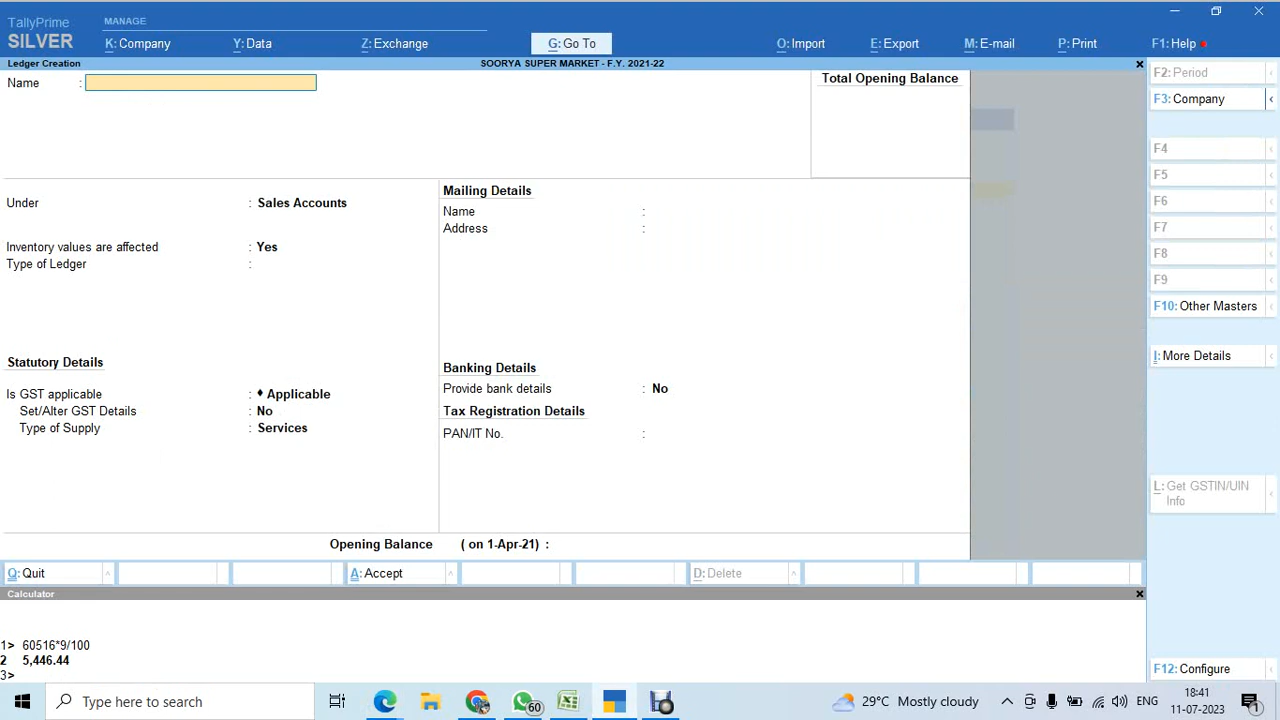 TallyPrime
MANAGE
SILVER
K: Company
Y: Data
Z: Exchange
G: Go To
O: Import
E: Export
M: E-mail
P: Print
F1: Help
Ledger Creation
SOORYA SUPER MARKET - F.Y. 2021-22
Name :
Total Opening Balance
F2: Period
F3: Company
F4
F5
F6
F7
F8
F9
F10: Other Masters
I: More Details
L: Get GSTIN/UIN
Info
F12: Configure
Under : Sales Accounts
Inventory values are affected : Yes
Type of Ledger :
Statutory Details
Is GST applicable : ♦ Applicable
Set/Alter GST Details : No
Type of Supply : Services
Mailing Details
Name :
Address :
Banking Details
Provide bank details : No
Tax Registration Details
PAN/IT No. :
Opening Balance ( on 1-Apr-21) :
Q: Quit
A: Accept
D: Delete
Calculator
1> 60516*9/100
2 5,446.44
3>
Type here to search
60
29°C Mostly cloudy
ENG
18:41
11-07-2023
1